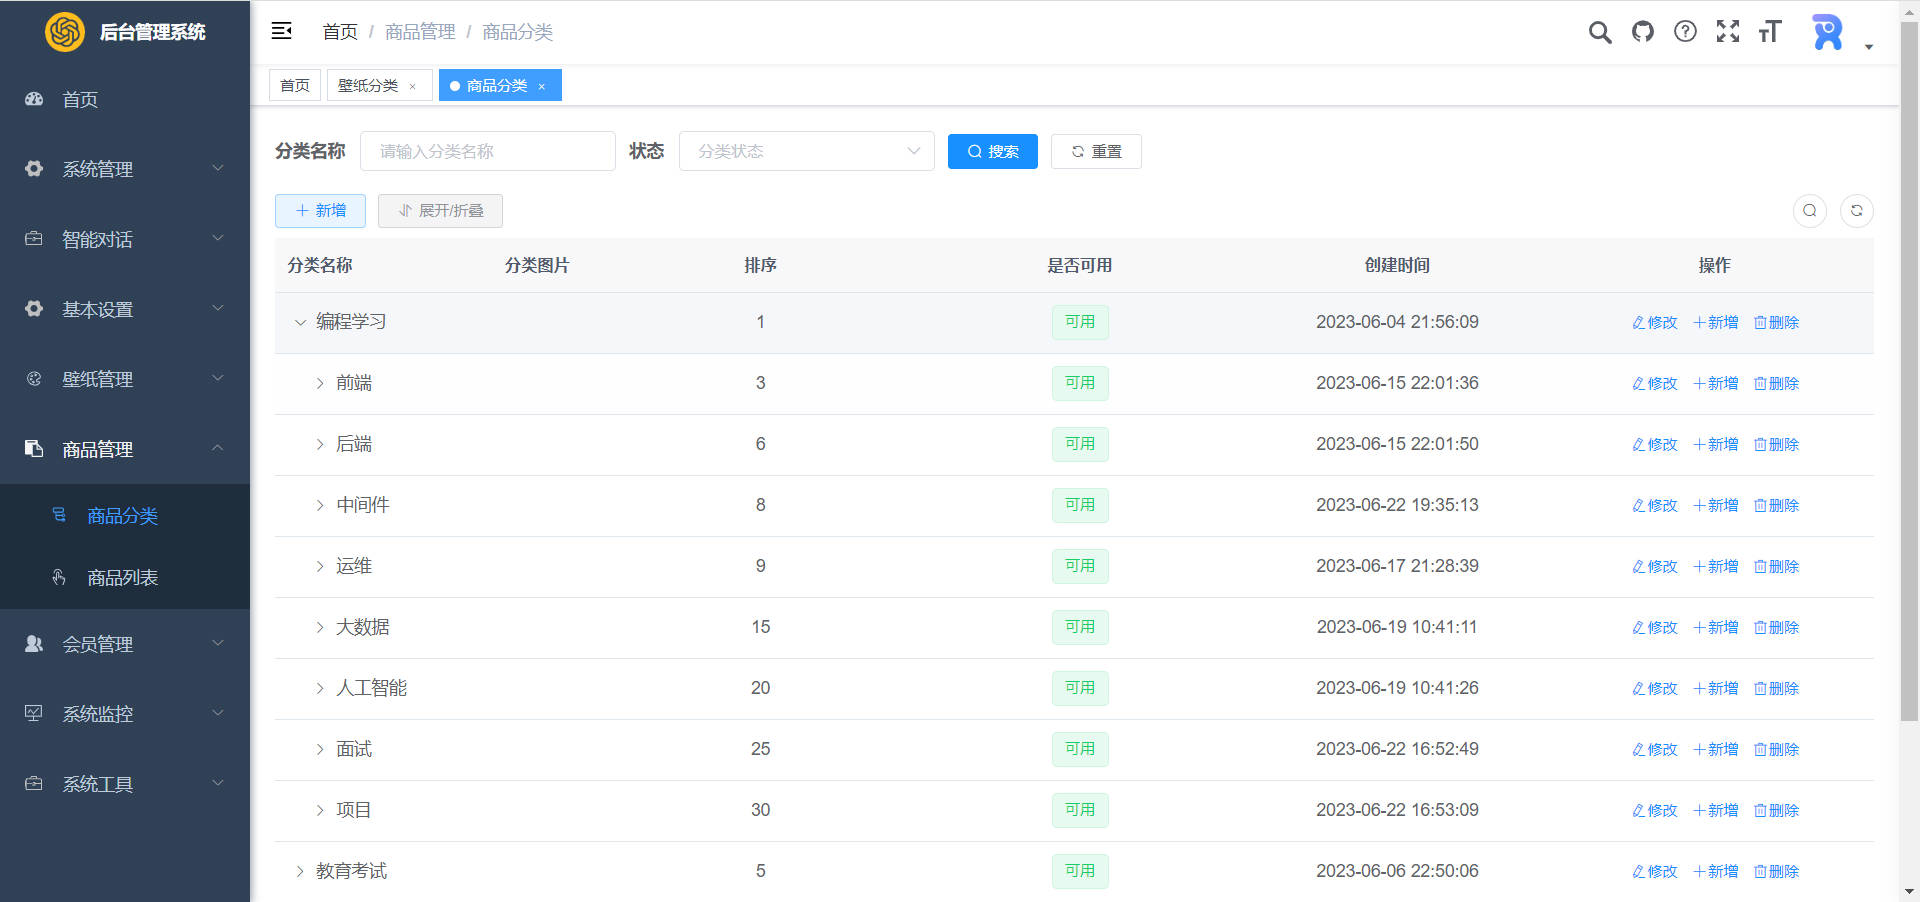 后台管理系统
首页
系统管理
智能对话
基本设置
壁纸管理
商品管理
商品分类
商品列表
会员管理
系统监控
系统工具
首页 / 商品管理 / 商品分类
首页 壁纸分类 × 商品分类 ×
分类名称 请输入分类名称 状态 分类状态 搜索 重置
新增 展开/折叠
分类名称 分类图片 排序 是否可用 创建时间 操作
编程学习 1 可用 2023-06-04 21:56:09 修改 新增 删除
前端 3 可用 2023-06-15 22:01:36 修改 新增 删除
后端 6 可用 2023-06-15 22:01:50 修改 新增 删除
中间件 8 可用 2023-06-22 19:35:13 修改 新增 删除
运维 9 可用 2023-06-17 21:28:39 修改 新增 删除
大数据 15 可用 2023-06-19 10:41:11 修改 新增 删除
人工智能 20 可用 2023-06-19 10:41:26 修改 新增 删除
面试 25 可用 2023-06-22 16:52:49 修改 新增 删除
项目 30 可用 2023-06-22 16:53:09 修改 新增 删除
教育考试 5 可用 2023-06-06 22:50:06 修改 新增 删除